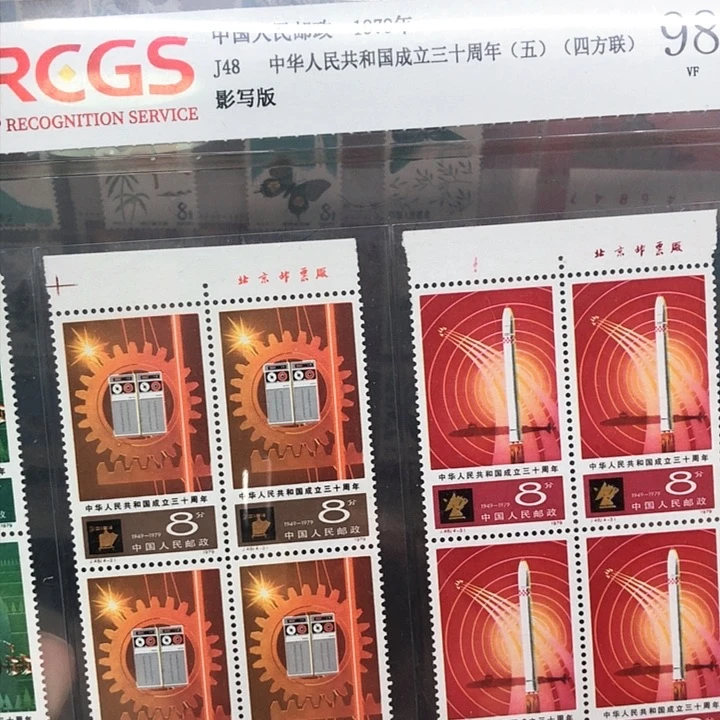 中国人民邮政 1979年
98
RCGS
J48 中华人民共和国成立三十周年（五）（四方联）
VF
RECOGNITION SERVICE
影写版
北京邮票厂
北京邮票厂
中华人民共和国成立三十周年
中华人民共和国成立三十周年
中华人民共和国成立三十周年
中华人民共和国成立三十周年
1949-1979 8分
1949-1979 8分
1949-1979 8分
1949-1979 8分
中国人民邮政
中国人民邮政
中国人民邮政
中国人民邮政
1979
1979
1979
1979